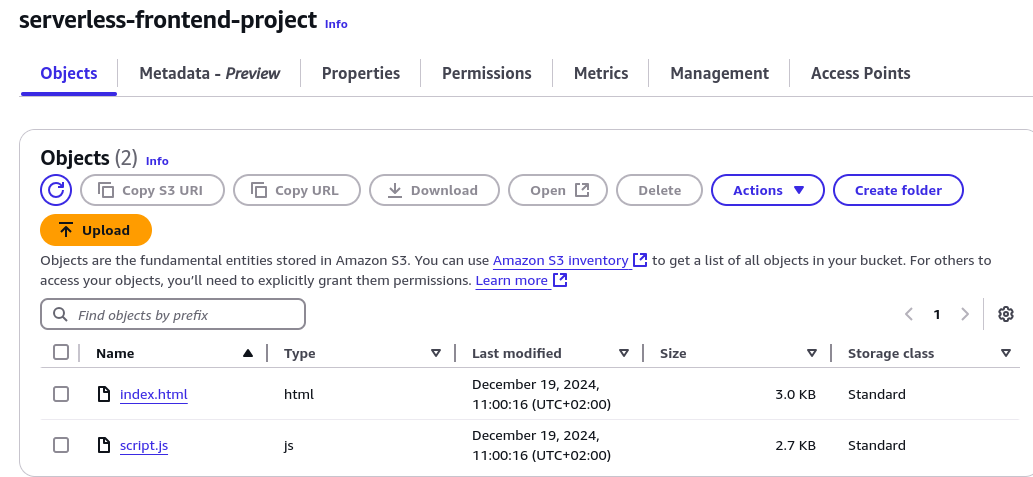 serverless-frontend-project Info
Objects Metadata - Preview Properties Permissions Metrics Management Access Points
Objects (2) Info
Copy S3 URI Copy URL Download Open Delete Actions Create folder
Upload
Objects are the fundamental entities stored in Amazon S3. You can use Amazon S3 inventory to get a list of all objects in your bucket. For others to
access your objects, you'll need to explicitly grant them permissions. Learn more
Find objects by prefix 1
Name Type Last modified Size Storage class
index.html html December 19, 2024, 3.0 KB Standard
11:00:16 (UTC+02:00)
script.js js December 19, 2024, 2.7 KB Standard
11:00:16 (UTC+02:00)